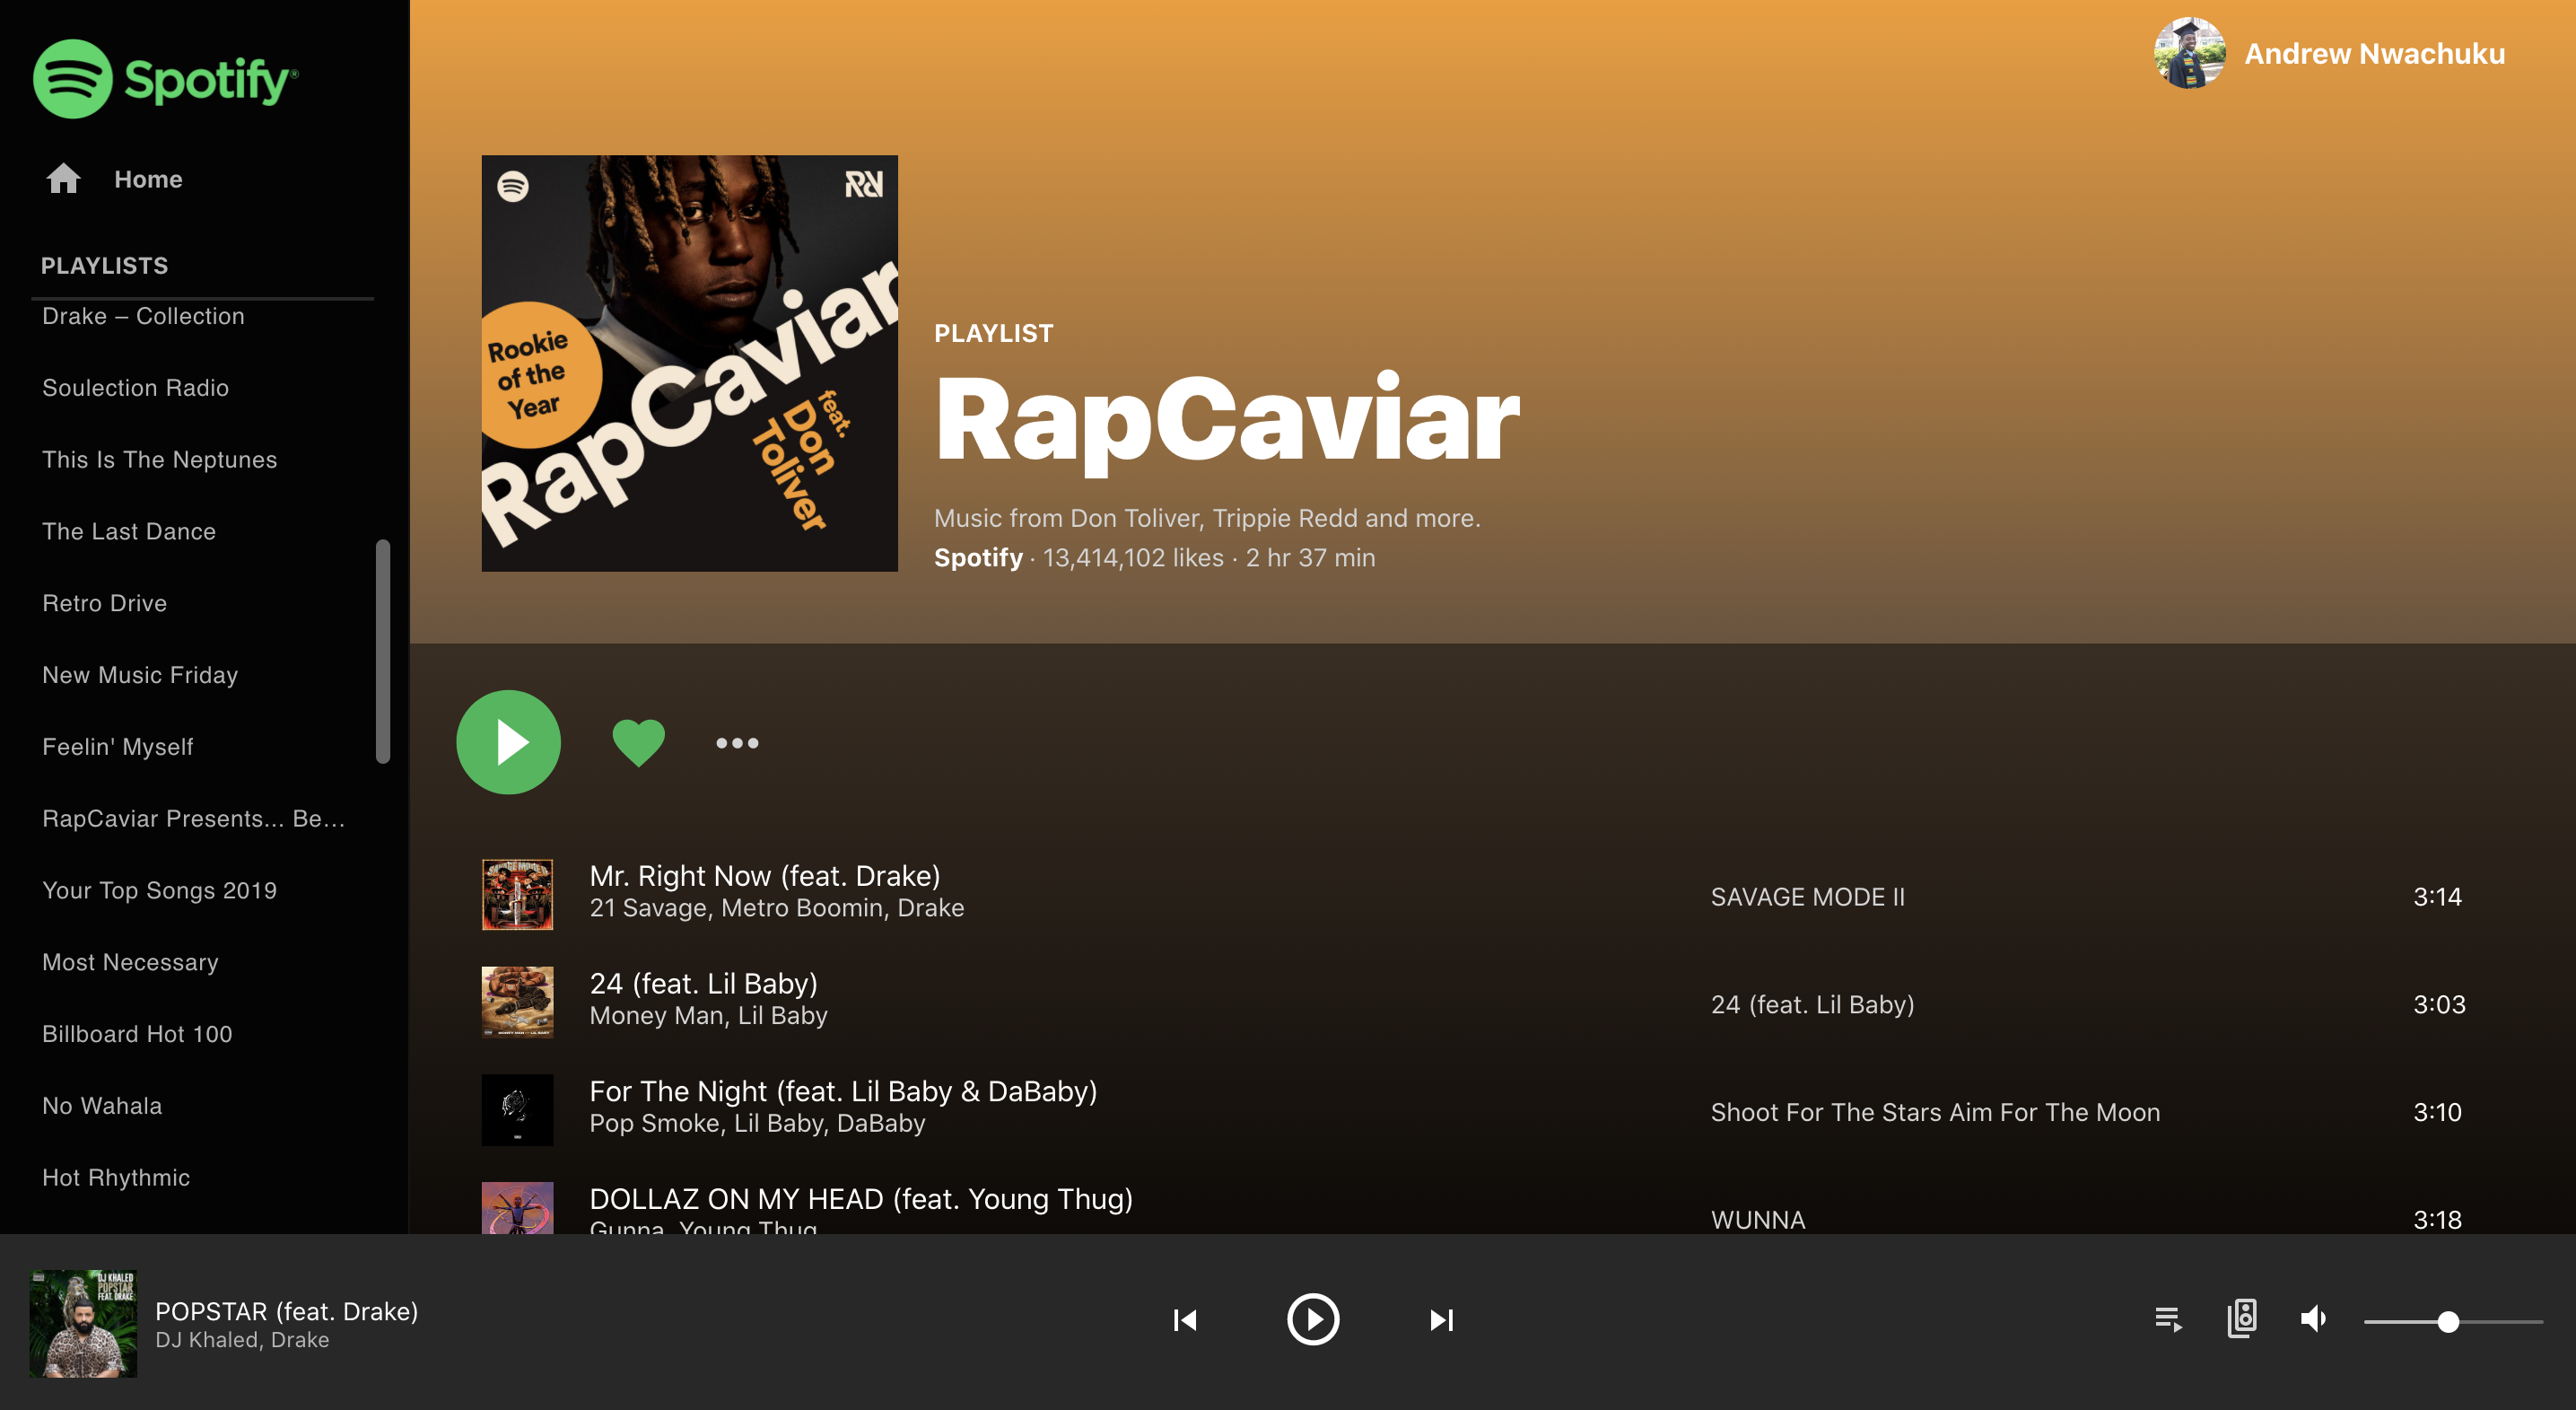 Spotify®
Home
PLAYLISTS
Drake – Collection
Soulection Radio
This Is The Neptunes
The Last Dance
Retro Drive
New Music Friday
Feelin' Myself
RapCaviar Presents... Be...
Your Top Songs 2019
Most Necessary
Billboard Hot 100
No Wahala
Hot Rhythmic
Andrew Nwachuku
Rookie
of the
Year
RapCaviar
feat.
Don
Toliver
PLAYLIST
RapCaviar
Music from Don Toliver, Trippie Redd and more.
Spotify · 13,414,102 likes · 2 hr 37 min
Mr. Right Now (feat. Drake)
21 Savage, Metro Boomin, Drake
SAVAGE MODE II
3:14
24 (feat. Lil Baby)
Money Man, Lil Baby
24 (feat. Lil Baby)
3:03
For The Night (feat. Lil Baby & DaBaby)
Pop Smoke, Lil Baby, DaBaby
Shoot For The Stars Aim For The Moon
3:10
DOLLAZ ON MY HEAD (feat. Young Thug)
Gunna, Young Thug
WUNNA
3:18
DJ KHALED
POPSTAR
FEAT. DRAKE
POPSTAR (feat. Drake)
DJ Khaled, Drake